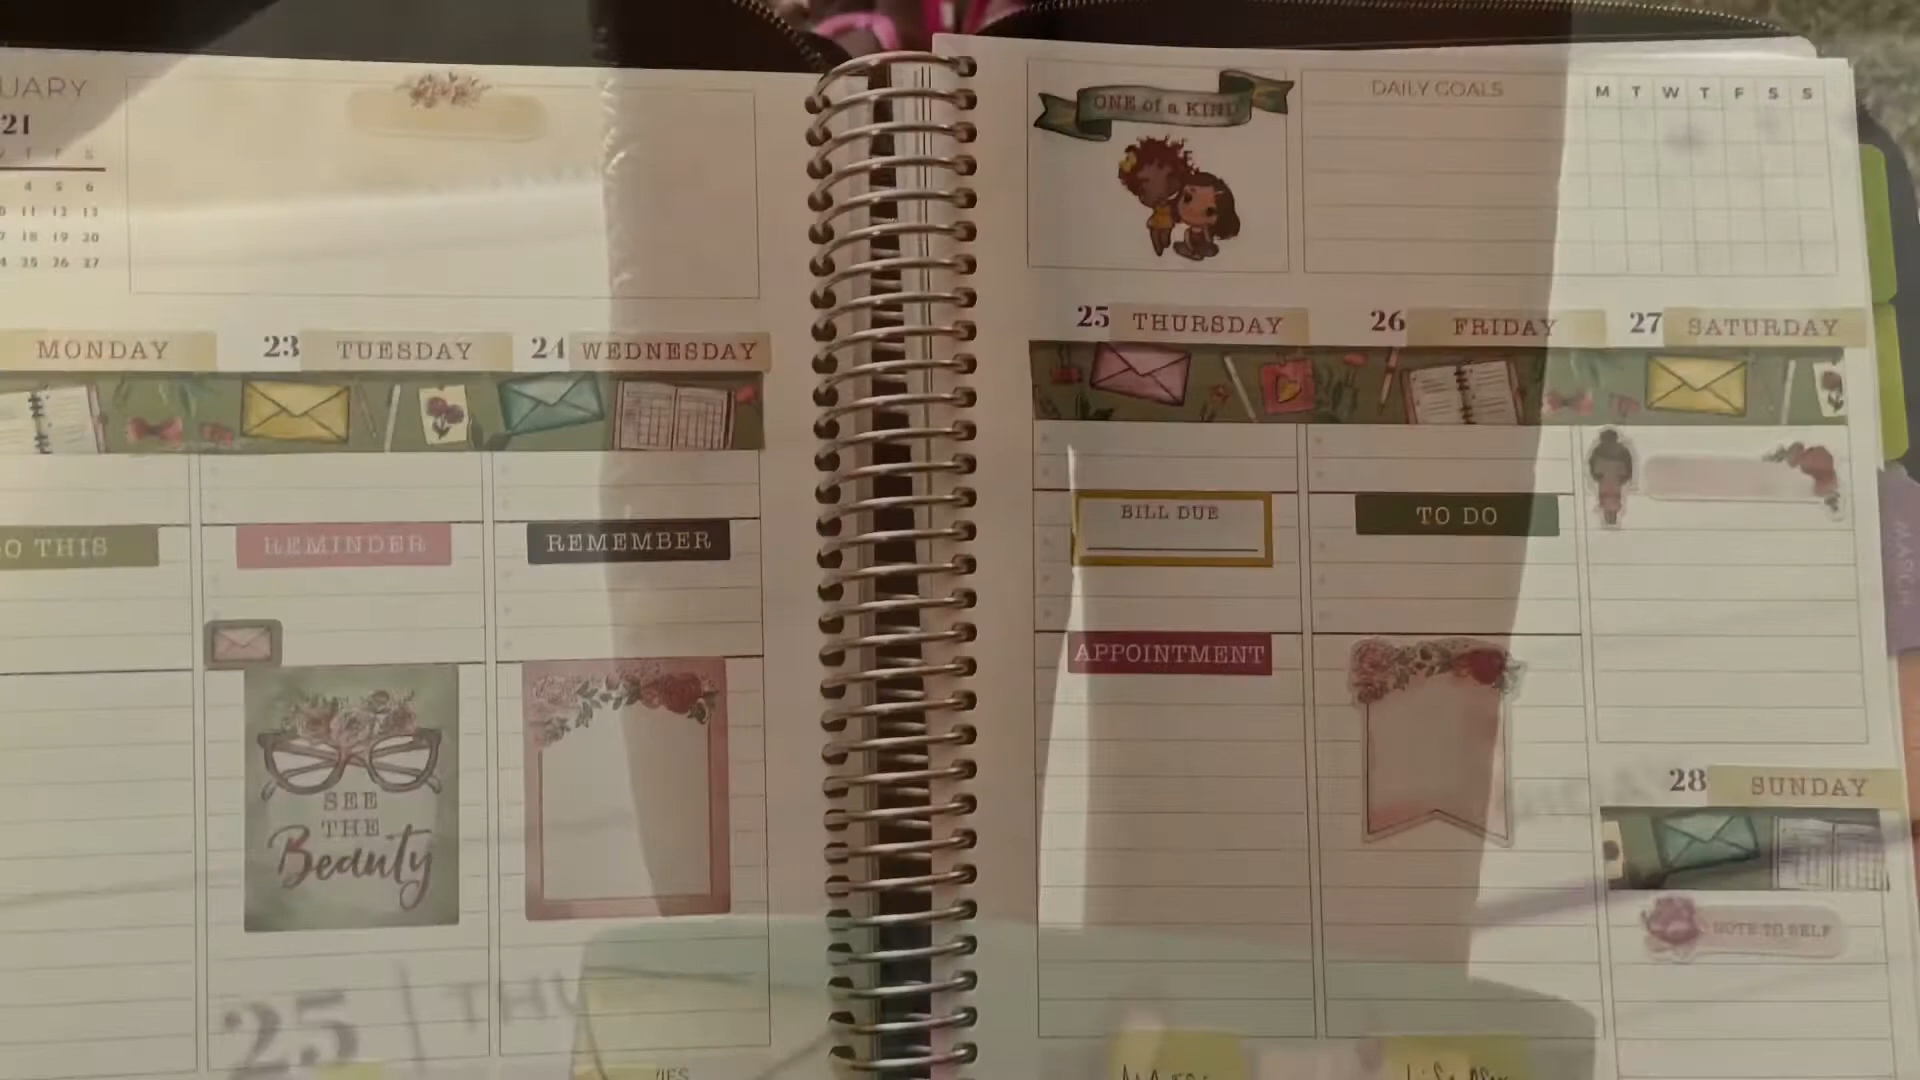 UARY
21
T F S
4 5 6
11 12 13
18 19 20
25 26 27
MONDAY
23 TUESDAY
24 WEDNESDAY
O THIS
REMINDER
REMEMBER
SEE
THE
Beauty
25
ONE of a KIND
DAILY GOALS
M T W T F S S
25 THURSDAY
26 FRIDAY
27 SATURDAY
BILL DUE
TO DO
APPOINTMENT
28 SUNDAY
NOTE TO SELF
MARCH